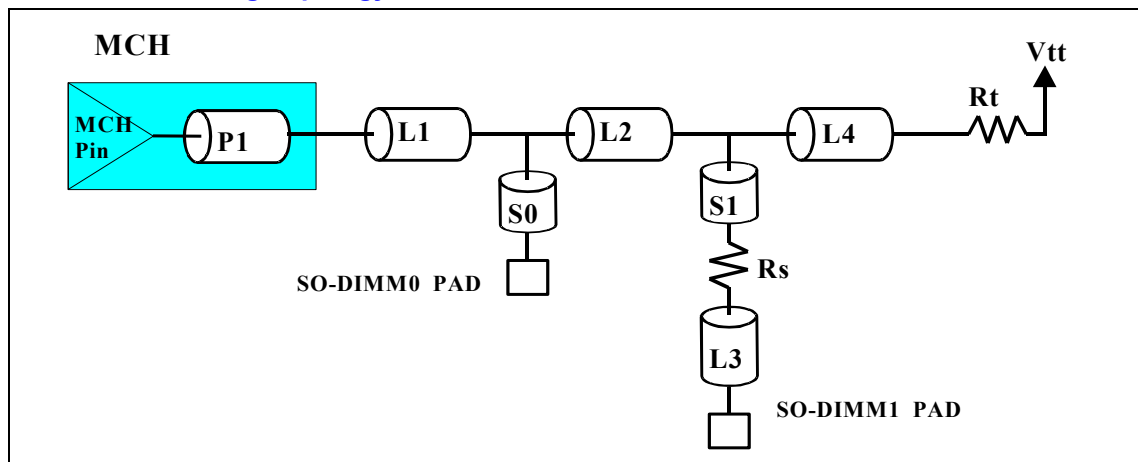 MCH
MCH
Pin
P1
L1
L2
L4
Rt
Vtt
S0
S1
SO-DIMM0 PAD
Rs
L3
SO-DIMM1 PAD